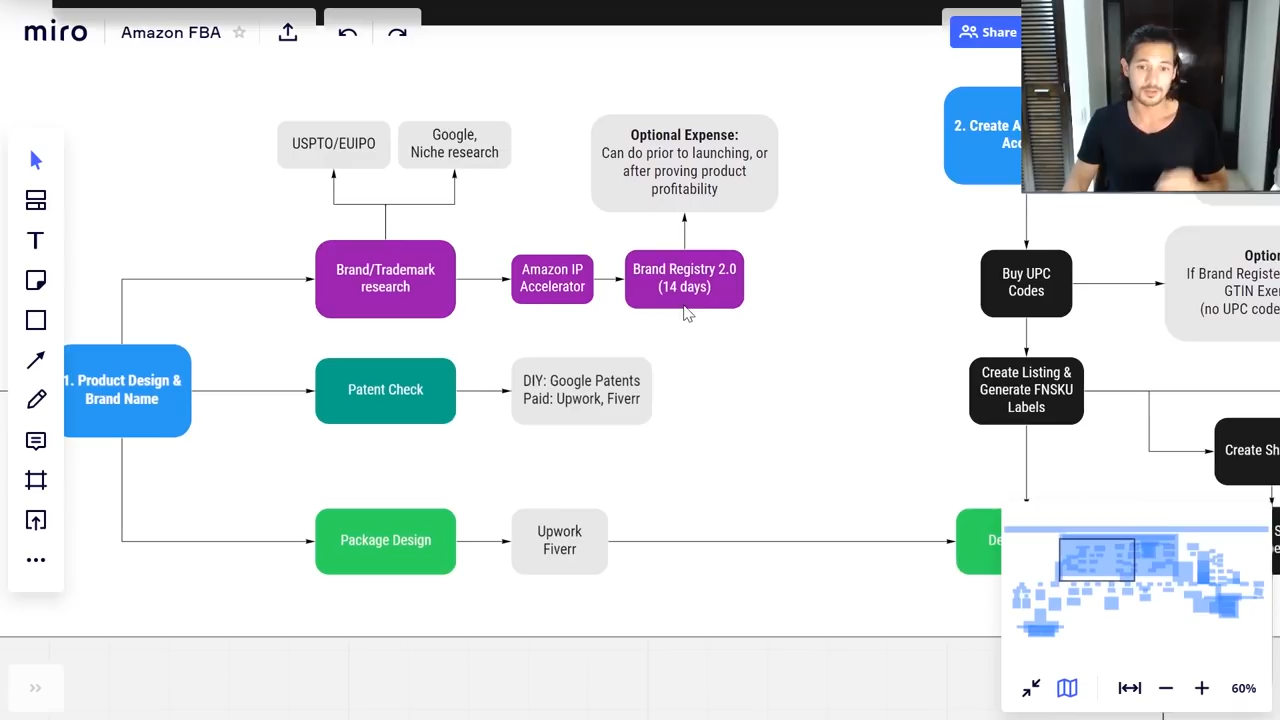 miro
Amazon FBA
Share
USPTO/EUIPO
Google,
Niche research
Optional Expense:
Can do prior to launching, o
after proving product
profitability
Brand/Trademark
research
Amazon IP
Accelerator
Brand Registry 2.0
(14 days)
1. Product Design &
Brand Name
Patent Check
DIY: Google Patents
Paid: Upwork, Fiverr
Package Design
Upwork
Fiverr
2. Create A
Acc
Buy UPC
Codes
Option
If Brand Registe
GTIN Exe
(no UPC code
Create Listing &
Generate FNSKU
Labels
Create Sh
De
S
pe
T
60%